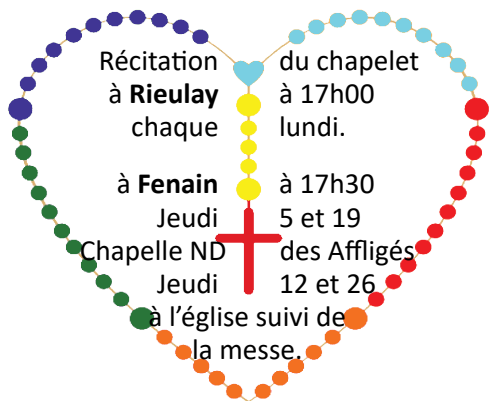 Récitation du chapelet
à Rieulay à 17h00
chaque lundi.
à Fenain à 17h30
Jeudi 5 et 19
Chapelle ND des Affligés
Jeudi 12 et 26
à l’église suivi de
la messe.